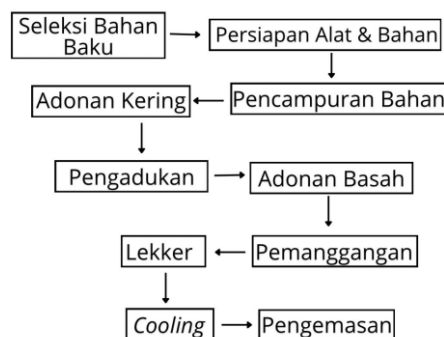 Seleksi Bahan
Baku
Persiapan Alat & Bahan
Pencampuran Bahan
Adonan Kering
Pengadukan
Adonan Basah
Pemanggangan
Lekker
Cooling
Pengemasan